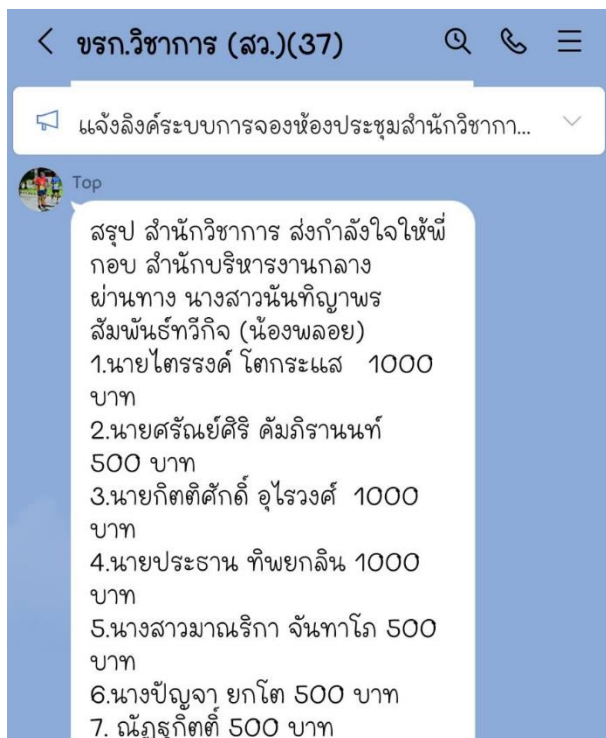 ขรก.วิชาการ (สว.)(37)
แจ้งลิงค์ระบบการจองห้องประชุมสำนักวิชากา...
Top
สรุป สำนักวิชาการ ส่งกำลังใจให้พี่
กอบ สำนักบริหารงานกลาง
ผ่านทาง นางสาวนันทิญาพร
สัมพันธ์ทวีกิจ (น้องพลอย)
1.นายไตรรงค์ โตกระแส 1000
บาท
2.นายศรัณย์ศิริ คัมภิรานนท์
500 บาท
3.นายกิตติศักดิ์ อุไรวงศ์ 1000
บาท
4.นายประธาน ทิพยกลิน 1000
บาท
5.นางสาวมาณริกา จันทาโภ 500
บาท
6.นางปัญจา ยกโต 500 บาท
7. ณัฏฐกิตติ์ 500 บาท